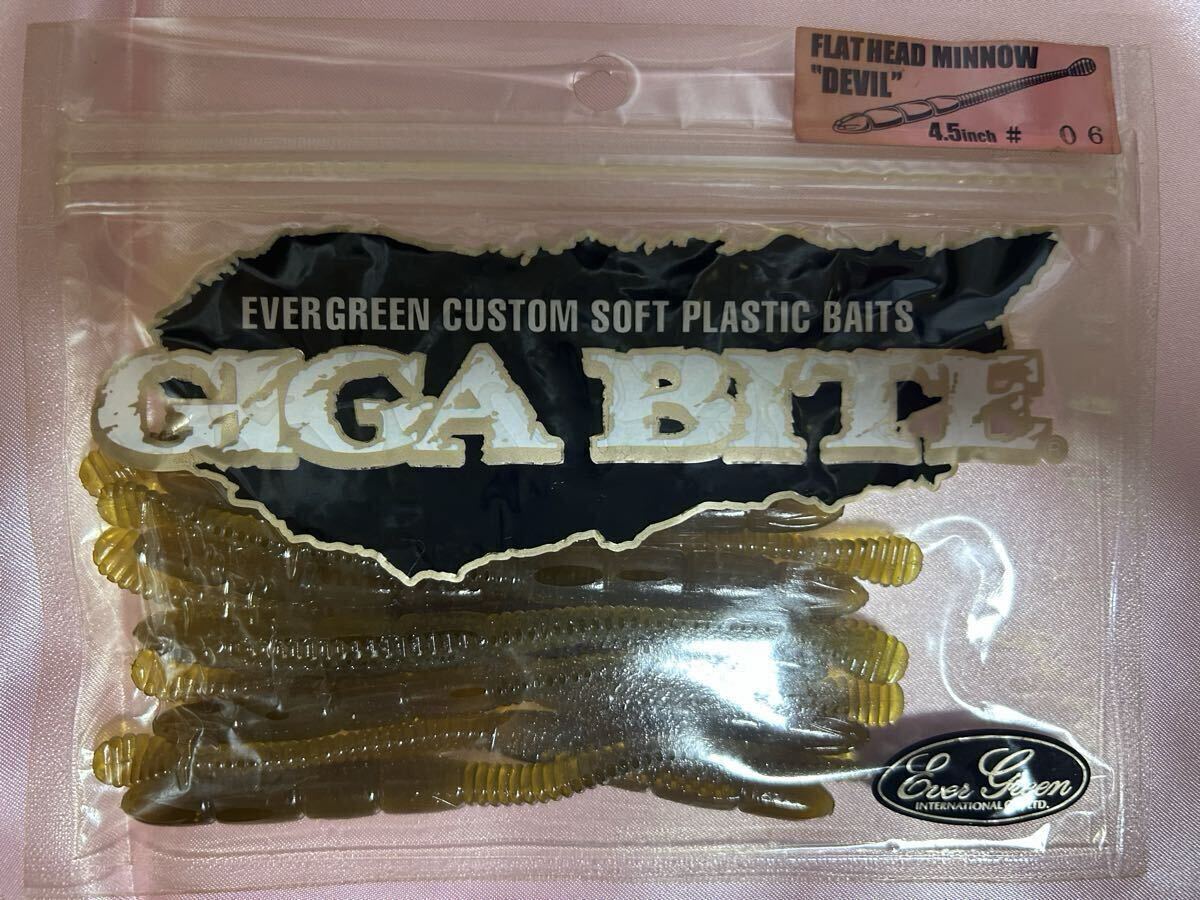 FLAT HEAD MINNOW
"DEVIL"
4.5inch # 06
EVERGREEN CUSTOM SOFT PLASTIC BAITS
GIGA BITE
®
Ever Green
INTERNATIONAL CO., LTD.